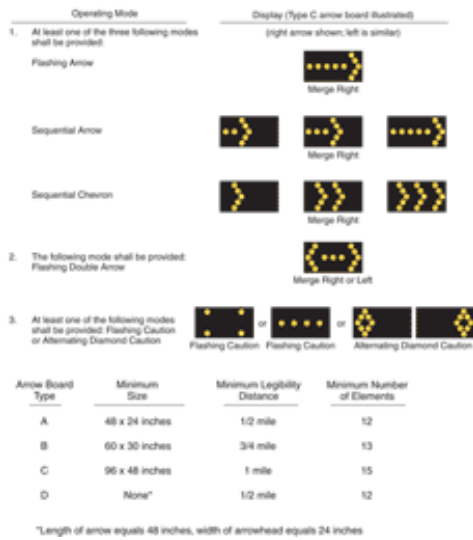 Operating Mode Display (Type C arrow board illustrated)
1. At least one of the three following modes (right arrow shown; left is similar)
shall be provided:
Flashing Arrow
Merge Right
Sequential Arrow
Merge Right
Sequential Chevron
Merge Right
2. The following mode shall be provided:
Flashing Double Arrow
Merge Right or Left
3. At least one of the following modes
shall be provided: Flashing Caution or or
or Alternating Diamond Caution
Flashing Caution Flashing Caution Alternating Diamond Caution
Arrow Board Minimum Minimum Legibility Minimum Number
Type Size Distance of Elements
A 48 x 24 inches 1/2 mile 12
B 60 x 30 inches 3/4 mile 13
C 96 x 48 inches 1 mile 15
D None* 1/2 mile 12
*Length of arrow equals 48 inches, width of arrowhead equals 24 inches